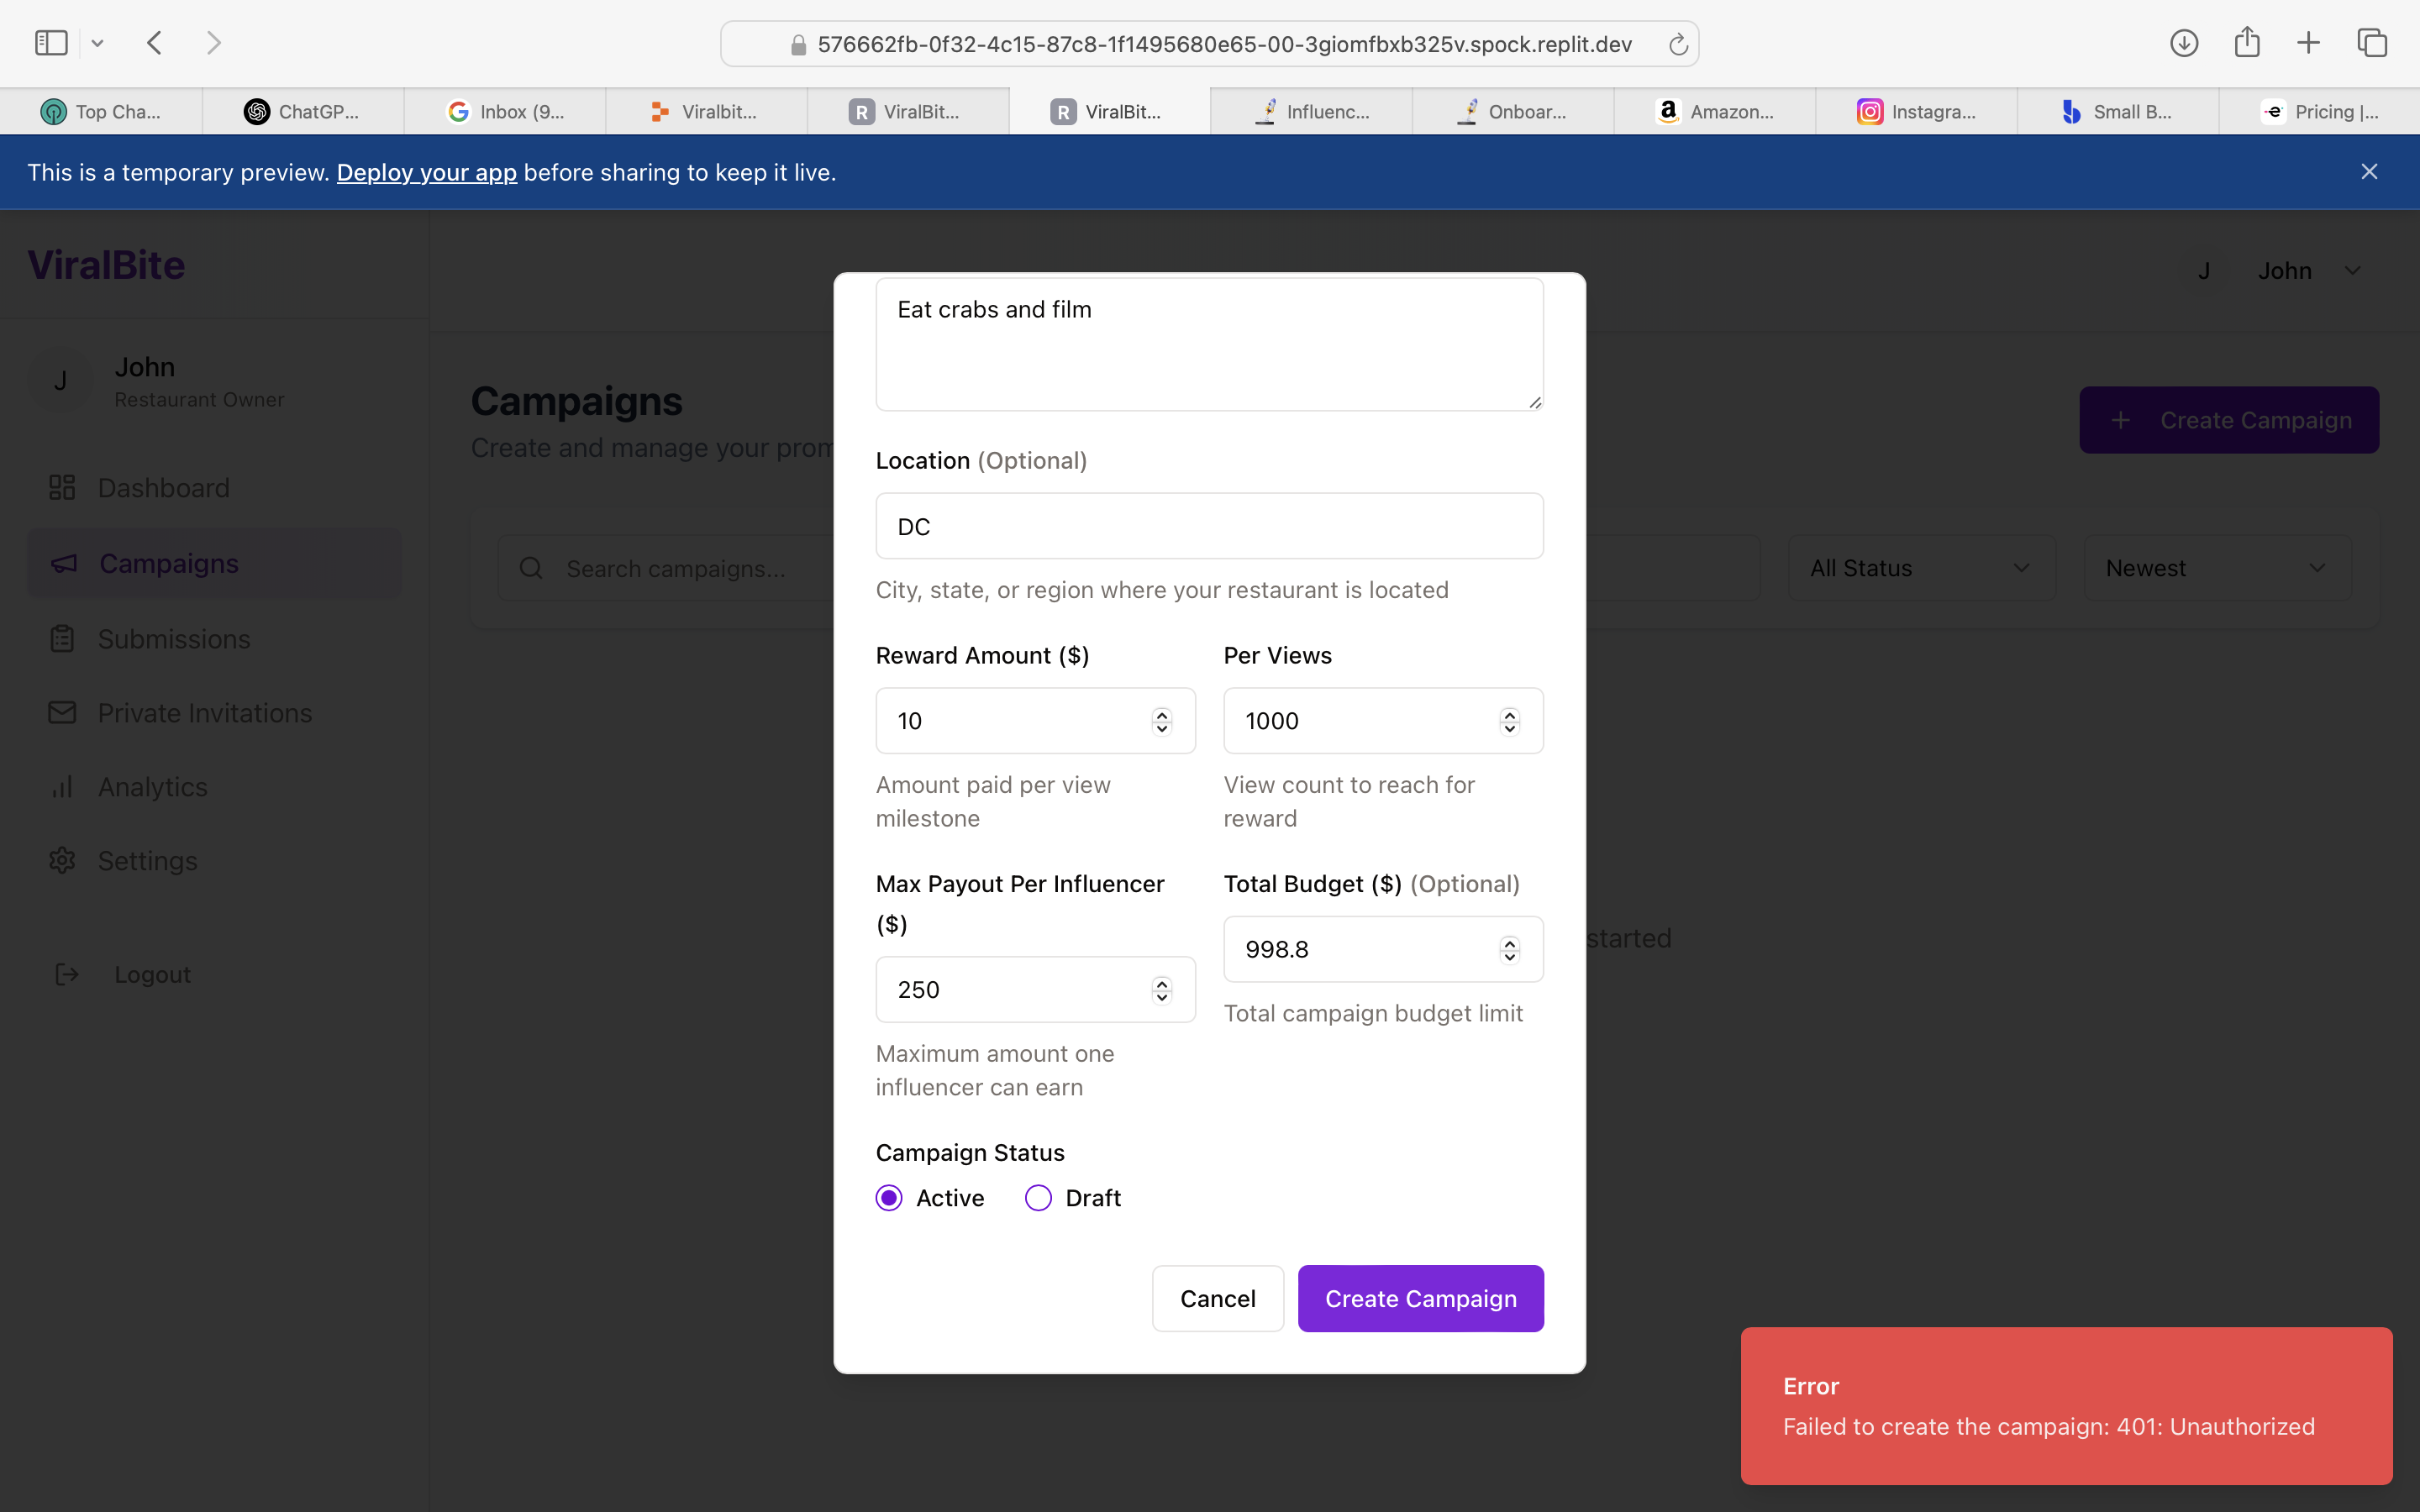 576662fb-0f32-4c15-87c8-1f1495680e65-00-3giomfbxb325v.spock.replit.dev
Top Cha...
ChatGP...
Inbox (9...
Viralbit...
R ViralBit...
R ViralBit...
Influenc...
Onboar...
Amazon...
Instagra...
Small B...
Pricing |...
This is a temporary preview. Deploy your app before sharing to keep it live.
ViralBite
J John
J John
Restaurant Owner
Dashboard
Campaigns
Submissions
Private Invitations
Analytics
Settings
Logout
Campaigns
Create and manage your prom
+ Create Campaign
Search campaigns...
All Status
Newest
started
Eat crabs and film
Location (Optional)
DC
City, state, or region where your restaurant is located
Reward Amount ($)
10
Amount paid per view
milestone
Per Views
1000
View count to reach for
reward
Max Payout Per Influencer
($)
250
Maximum amount one
influencer can earn
Total Budget ($) (Optional)
998.8
Total campaign budget limit
Campaign Status
Active
Draft
Cancel
Create Campaign
Error
Failed to create the campaign: 401: Unauthorized